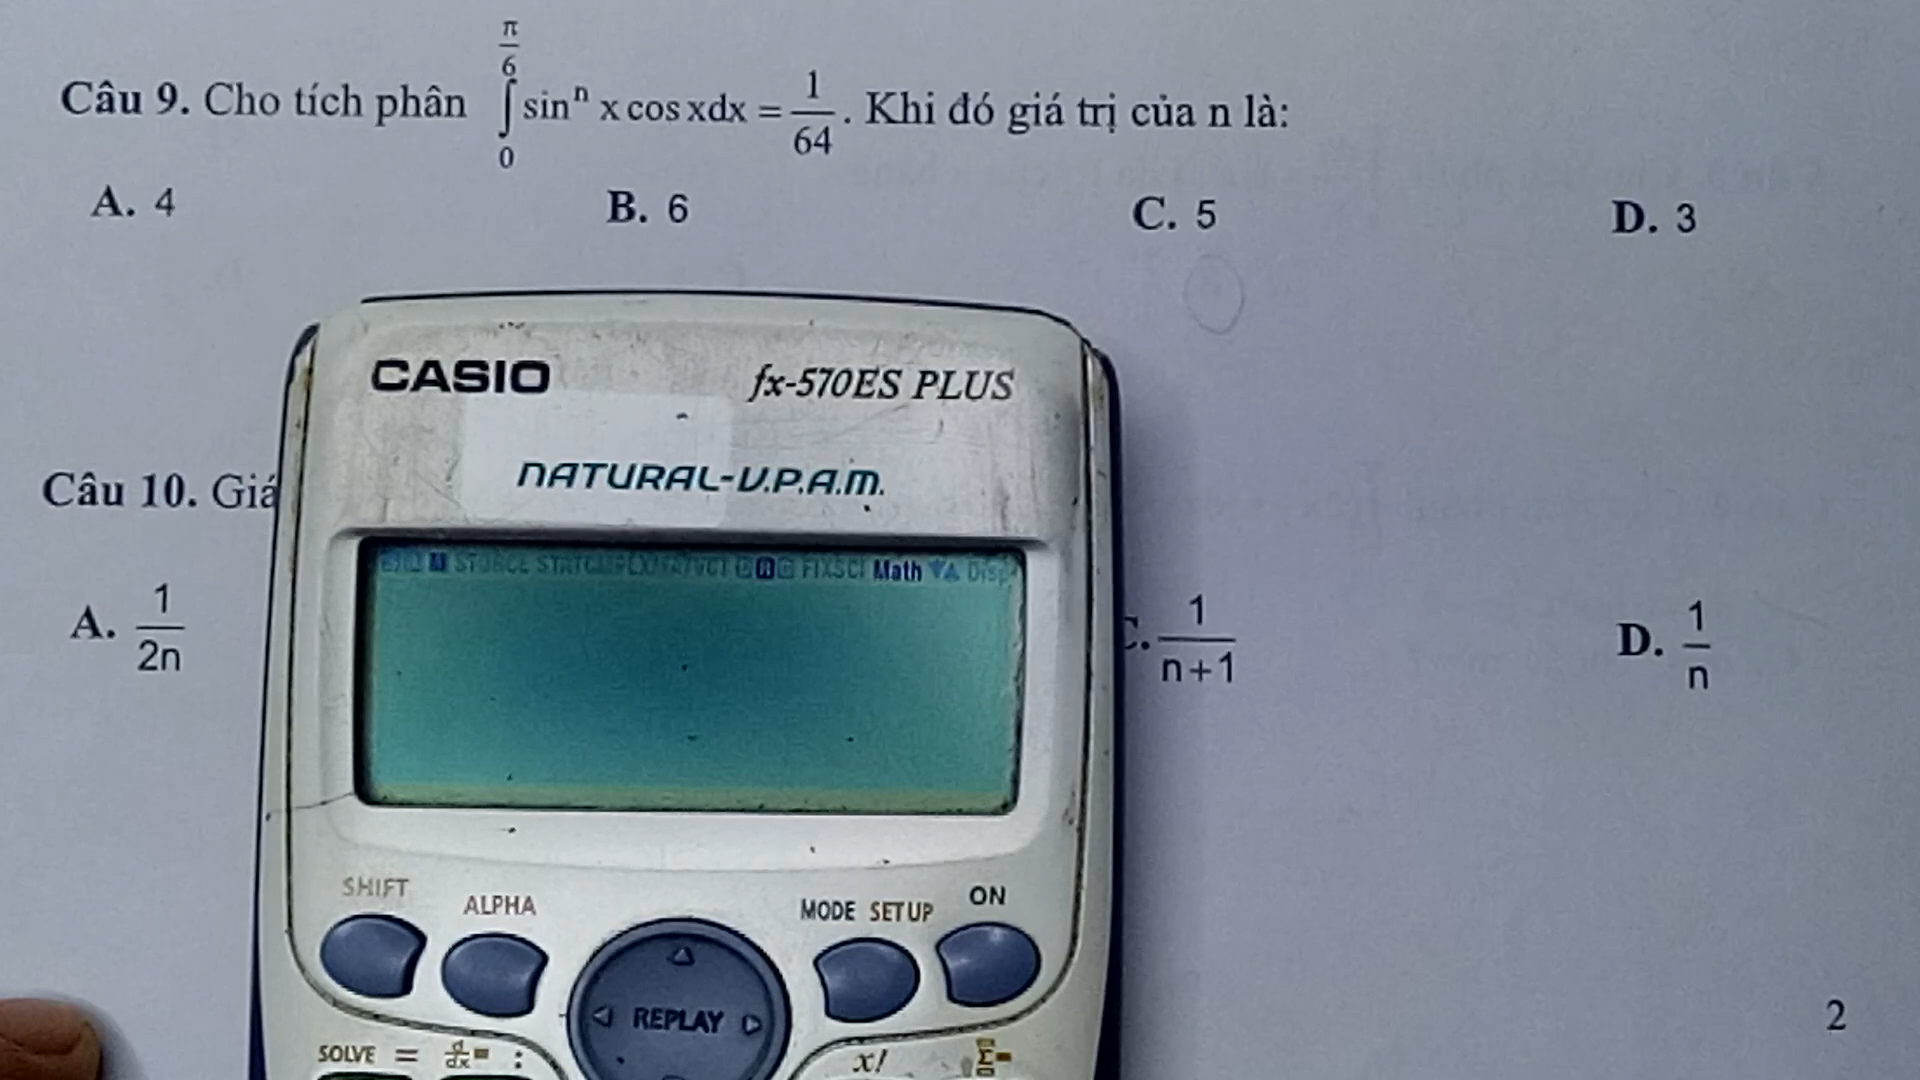 Câu 9. Cho tích phân ∫₀^(π/6) sinⁿ x cos xdx = 1/64. Khi đó giá trị của n là:
A. 4 B. 6 C. 5 D. 3
CASIO fx-570ES PLUS
NATURAL-V.P.A.M.
Câu 10. Giá
Math Disp
A. 1/2n C. 1/(n+1) D. 1/n
SHIFT ALPHA MODE SETUP ON
REPLAY
2
SOLVE = d/dx : x! Σ